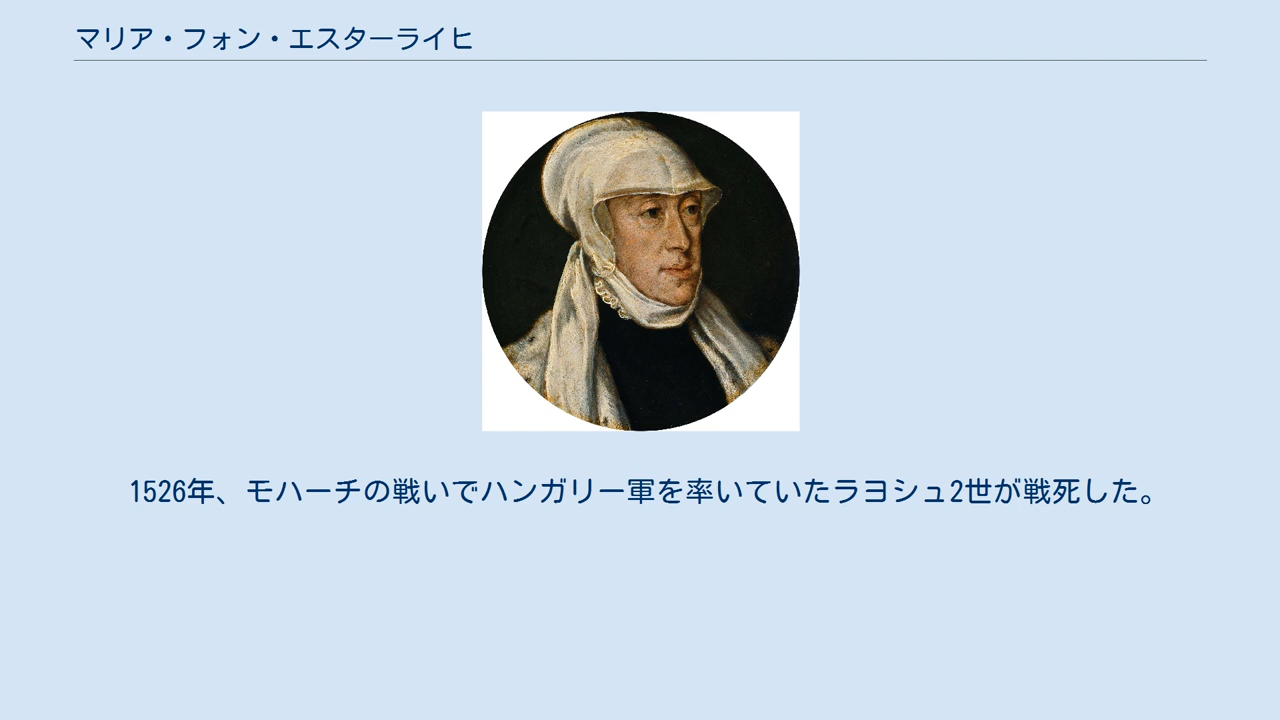 マリア・フォン・エスターライヒ
1526年、モハーチの戦いでハンガリー軍を率いていたラヨシュ2世が戦死した。